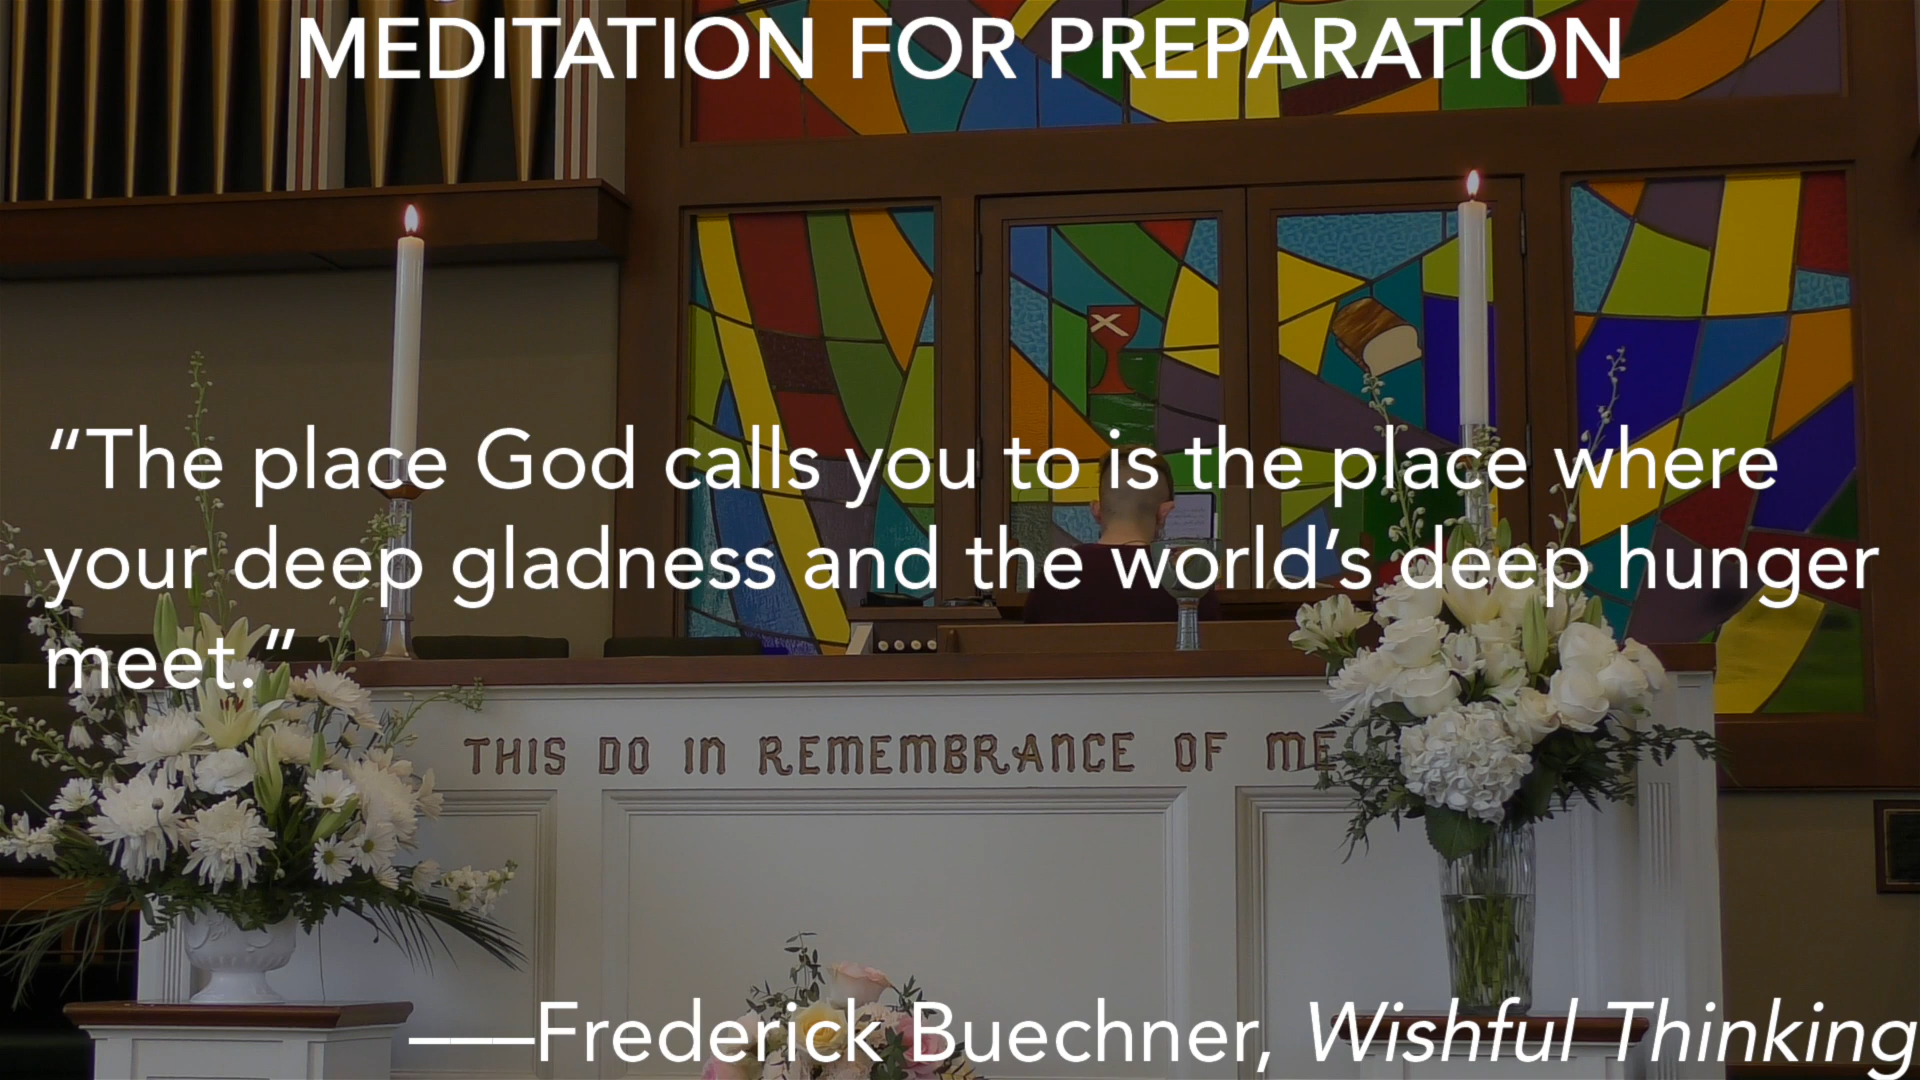 MEDITATION FOR PREPARATION
“The place God calls you to is the place where
your deep gladness and the world’s deep hunger
meet.”
THIS DO IN REMEMBRANCE OF ME
——Frederick Buechner, Wishful Thinking